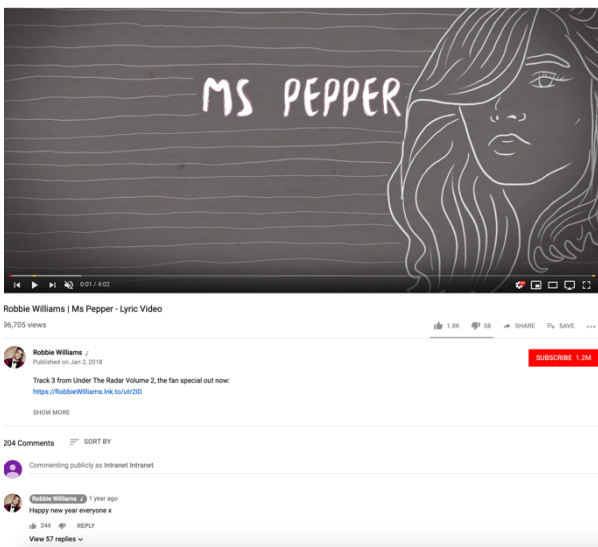 MS PEPPER
0:01 / 4:02
Robbie Williams | Ms Pepper - Lyric Video
96,705 views
1.8K 58 SHARE SAVE
Robbie Williams
Published on Jan 2, 2018
SUBSCRIBE 1.2M
Track 3 from Under The Radar Volume 2, the fan special out now:
https://RobbieWilliams.lnk.to/utr2ID
SHOW MORE
204 Comments SORT BY
Commenting publicly as Intranet Intranet
Robbie Williams 1 year ago
Happy new year everyone x
244 REPLY
View 57 replies